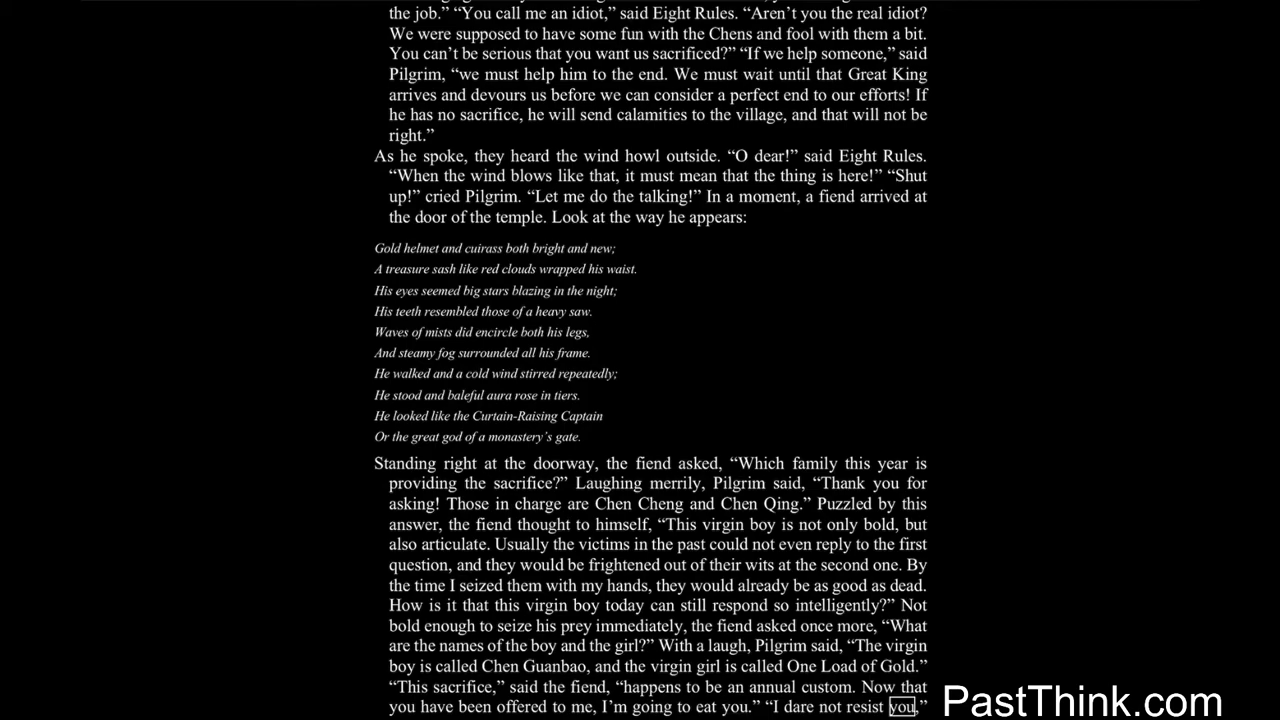 the job.” “You call me an idiot,” said Eight Rules. “Aren’t you the real idiot?
We were supposed to have some fun with the Chens and fool with them a bit.
You can’t be serious that you want us sacrificed?” “If we help someone,” said
Pilgrim, “we must help him to the end. We must wait until that Great King
arrives and devours us before we can consider a perfect end to our efforts! If
he has no sacrifice, he will send calamities to the village, and that will not be
right.”
As he spoke, they heard the wind howl outside. “O dear!” said Eight Rules.
“When the wind blows like that, it must mean that the thing is here!” “Shut
up!” cried Pilgrim. “Let me do the talking!” In a moment, a fiend arrived at
the door of the temple. Look at the way he appears:
Gold helmet and cuirass both bright and new;
A treasure sash like red clouds wrapped his waist.
His eyes seemed big stars blazing in the night;
His teeth resembled those of a heavy saw.
Waves of mists did encircle both his legs,
And steamy fog surrounded all his frame.
He walked and a cold wind stirred repeatedly;
He stood and baleful aura rose in tiers.
He looked like the Curtain-Raising Captain
Or the great god of a monastery’s gate.
Standing right at the doorway, the fiend asked, “Which family this year is
providing the sacrifice?” Laughing merrily, Pilgrim said, “Thank you for
asking! Those in charge are Chen Cheng and Chen Qing.” Puzzled by this
answer, the fiend thought to himself, “This virgin boy is not only bold, but
also articulate. Usually the victims in the past could not even reply to the first
question, and they would be frightened out of their wits at the second one. By
the time I seized them with my hands, they would already be as good as dead.
How is it that this virgin boy today can still respond so intelligently?” Not
bold enough to seize his prey immediately, the fiend asked once more, “What
are the names of the boy and the girl?” With a laugh, Pilgrim said, “The virgin
boy is called Chen Guanbao, and the virgin girl is called One Load of Gold.”
“This sacrifice,” said the fiend, “happens to be an annual custom. Now that
you have been offered to me, I’m going to eat you.” “I dare not resist you,”
PastThink.com